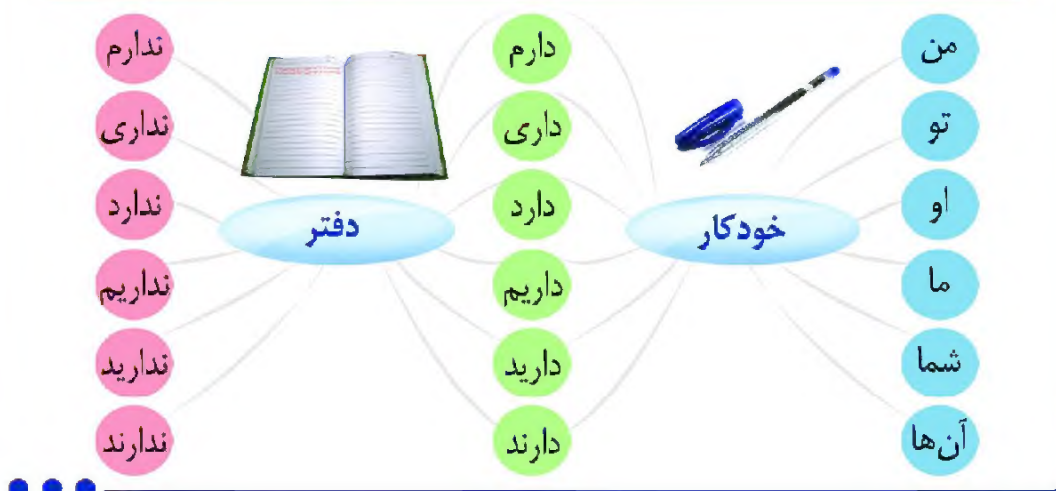 من
تو
او
ما
شما
آن‌ها
خودکار
دارم
داری
دارد
داریم
دارید
دارند
دفتر
ندارم
نداری
ندارد
نداریم
ندارید
ندارند